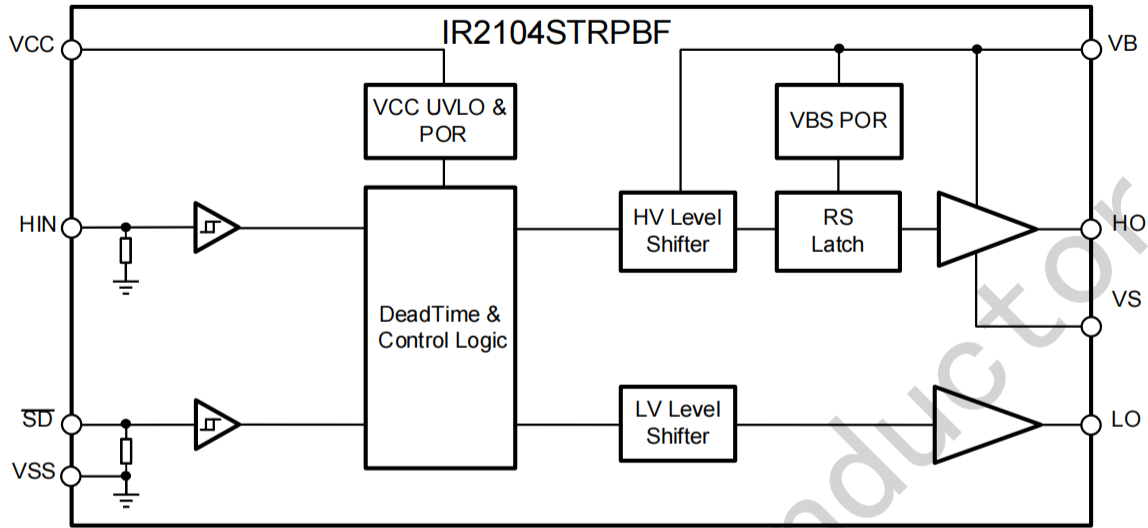 IR2104STRPBF
VCC
VB
VCC UVLO &
POR
VBS POR
HIN
HV Level
Shifter
RS
Latch
HO
DeadTime &
Control Logic
VS
SD
LV Level
Shifter
LO
VSS
nductor